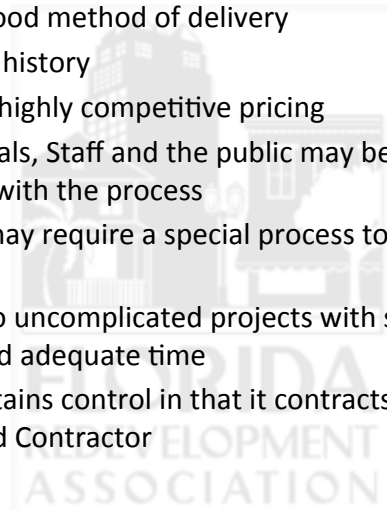 ood method of delivery
history
highly competitive pricing
als, Staff and the public may be
with the process
may require a special process to
o uncomplicated projects with s
d adequate time
tains control in that it contracts
d Contractor
FLORIDA
REDEVELOPMENT
ASSOCIATION